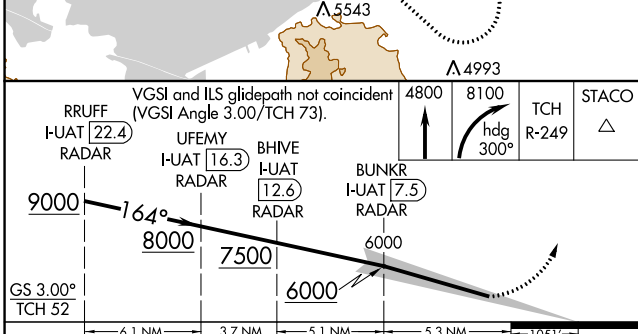 5543
4993
VGSI and ILS glidepath not coincident
(VGSI Angle 3.00/TCH 73).
4800
8100
hdg
300°
TCH
R-249
STACO
RRUFF
I-UAT 22.4
RADAR
UFEMY
I-UAT 16.3
RADAR
BHIVE
I-UAT
12.6
RADAR
BUNKR
I-UAT 7.5
RADAR
9000
164°
8000
7500
6000
6000
GS 3.00°
TCH 52
6.1 NM
3.7 NM
5.1 NM
5.3 NM
1051'